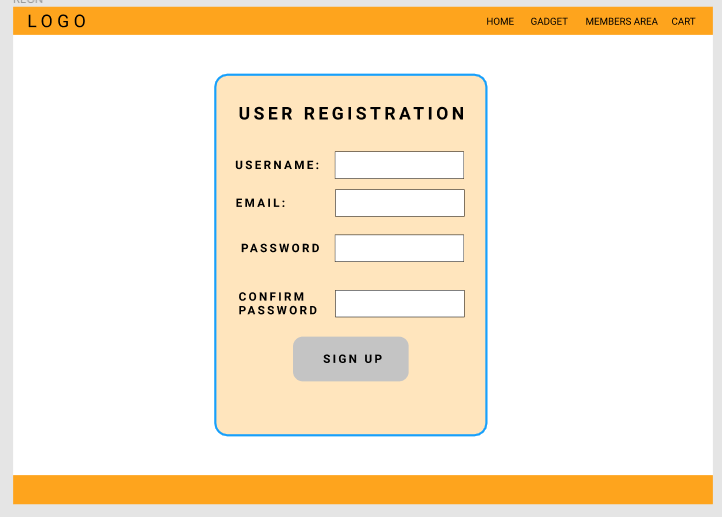 LOGO
HOME GADGET MEMBERS AREA CART
USER REGISTRATION
USERNAME:
EMAIL:
PASSWORD
CONFIRM
PASSWORD
SIGN UP